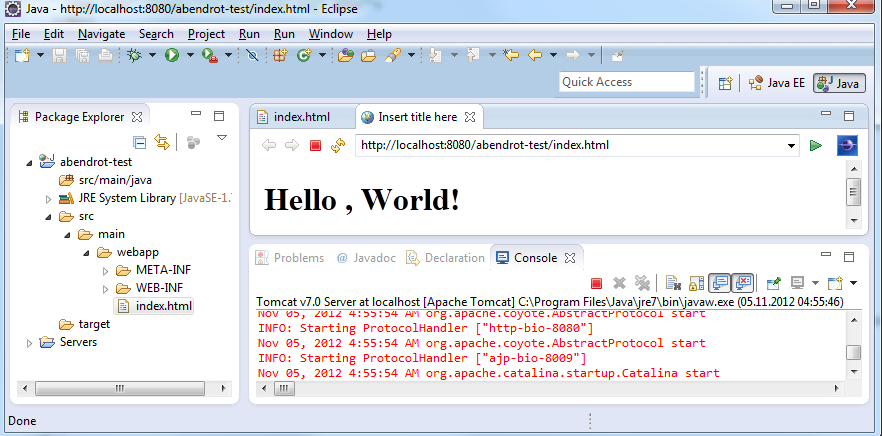 Java - http://localhost:8080/abendrot-test/index.html - Eclipse
File Edit Navigate Search Project Run Run Window Help
Quick Access
Java EE
Java
Package Explorer
abendrot-test
src/main/java
JRE System Library [JavaSE-1.
src
main
webapp
META-INF
WEB-INF
index.html
target
Servers
index.html
Insert title here
http://localhost:8080/abendrot-test/index.html
Hello , World!
Problems @ Javadoc Declaration Console
Tomcat v7.0 Server at localhost [Apache Tomcat] C:\Program Files\Java\jre7\bin\javaw.exe (05.11.2012 04:55:46)
Nov 05, 2012 4:55:54 AM org.apache.coyote.AbstractProtocol start
INFO: Starting ProtocolHandler ["http-bio-8080"]
Nov 05, 2012 4:55:54 AM org.apache.coyote.AbstractProtocol start
INFO: Starting ProtocolHandler ["ajp-bio-8009"]
Nov 05, 2012 4:55:54 AM org.apache.catalina.startup.Catalina start
Done